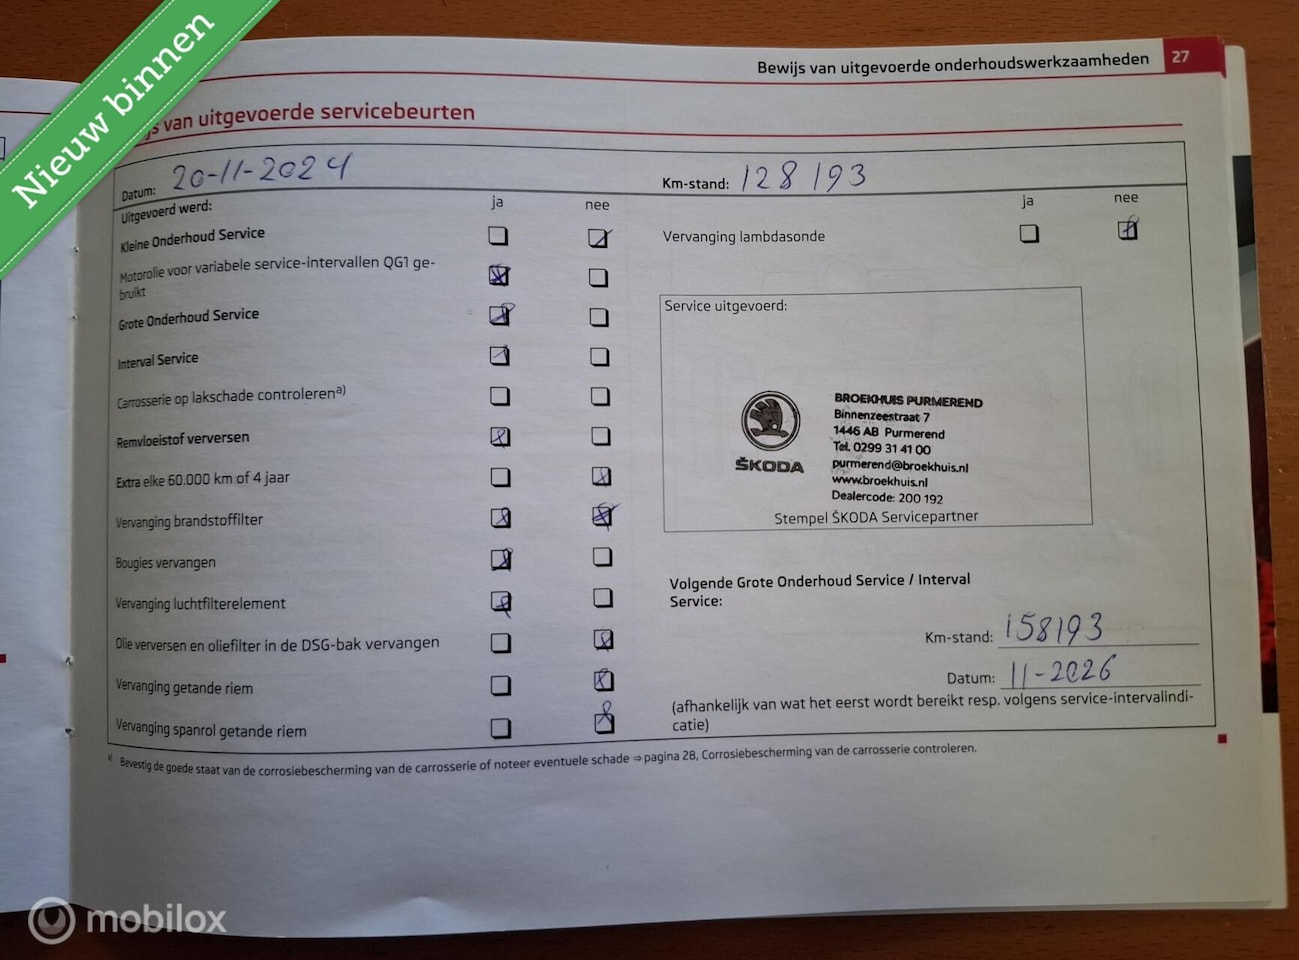 Nieuw binnen
Bewijs van uitgevoerde onderhoudswerkzaamheden 27
van uitgevoerde servicebeurten
Datum: 20-11-2024
Km-stand: 128193
Uitgevoerd werd:
ja nee
ja nee
Kleine Onderhoud Service
Motorolie voor variabele service-intervallen QG1 ge-
bruikt
Grote Onderhoud Service
Interval Service
Carrosserie op lakschade controleren a)
Remvloeistof verversen
Extra elke 60.000 km of 4 jaar
Vervanging brandstoffilter
Bougies vervangen
Vervanging luchtfilterelement
Olie verversen en oliefilter in de DSG-bak vervangen
Vervanging getande riem
Vervanging spanrol getande riem
Vervanging lambdasonde
Service uitgevoerd:
ŠKODA
BROEKHUIS PURMEREND
Binnenzeestraat 7
1446 AB Purmerend
Tel. 0299 31 41 00
purmerend@broekhuis.nl
www.broekhuis.nl
Dealercode: 200 192
Stempel ŠKODA Servicepartner
Volgende Grote Onderhoud Service / Interval
Service:
Km-stand: 158193
Datum: 11-2026
(afhankelijk van wat het eerst wordt bereikt resp. volgens service-intervalindi-
catie)
a) Bevestig de goede staat van de corrosiebescherming van de carrosserie of noteer eventuele schade ⇒ pagina 28, Corrosiebescherming van de carrosserie controleren.
mobilox